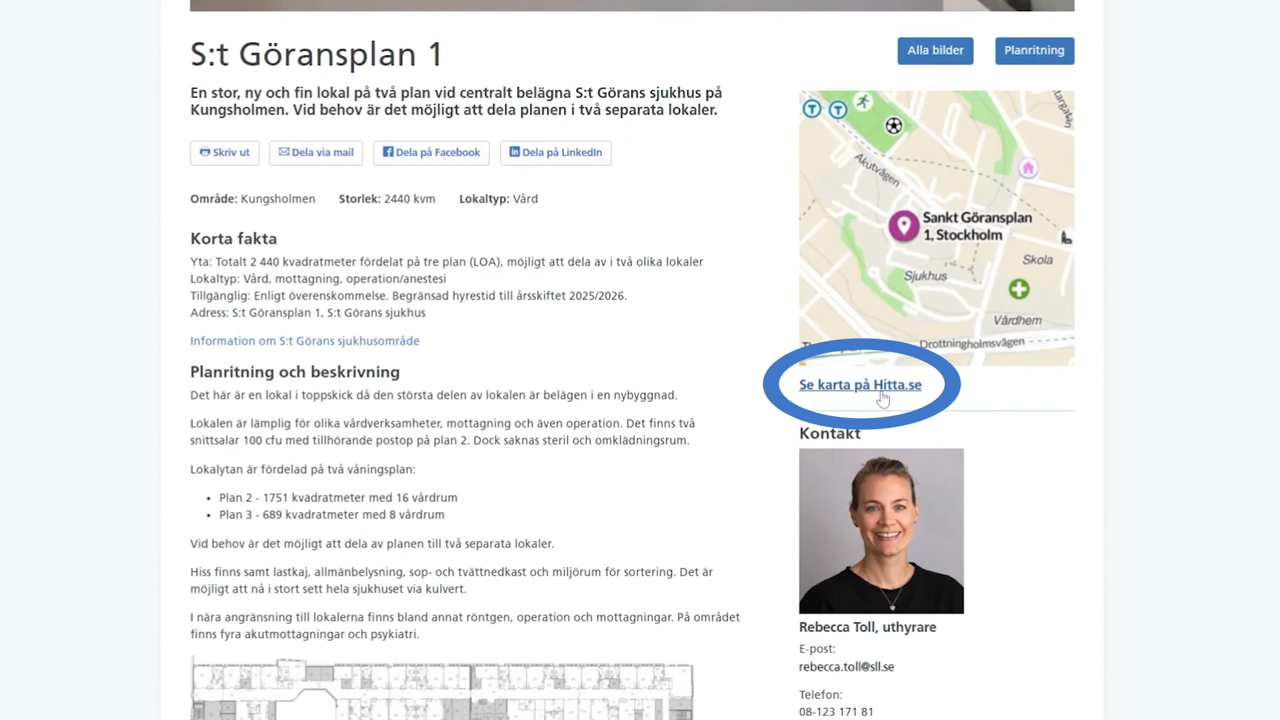 S:t Göransplan 1
Alla bilder
Planritning
En stor, ny och fin lokal på två plan vid centralt belägna S:t Görans sjukhus på
Kungsholmen. Vid behov är det möjligt att dela planen i två separata lokaler.
Skriv ut
Dela via mail
Dela på Facebook
Dela på LinkedIn
Område: Kungsholmen
Storlek: 2440 kvm
Lokaltyp: Vård
Korta fakta
Yta: Totalt 2 440 kvadratmeter fördelat på tre plan (LOA), möjligt att dela av i två olika lokaler
Lokaltyp: Vård, mottagning, operation/anestesi
Tillgänglig: Enligt överenskommelse. Begränsad hyrestid till årsskiftet 2025/2026.
Adress: S:t Göransplan 1, S:t Görans sjukhus
Information om S:t Görans sjukhusområde
Planritning och beskrivning
Det här är en lokal i toppskick då den största delen av lokalen är belägen i en nybyggnad.
Lokalen är lämplig för olika vårdverksamheter, mottagning och även operation. Det finns två
snittsalar 100 cfu med tillhörande postop på plan 2. Dock saknas steril och omklädningsrum.
Lokalytan är fördelad på två våningsplan:
• Plan 2 - 1751 kvadratmeter med 16 vårdrum
• Plan 3 - 689 kvadratmeter med 8 vårdrum
Vid behov är det möjligt att dela av planen till två separata lokaler.
Hiss finns samt lastkaj, allmänbelysning, sop- och tvättnedkast och miljörum för sortering. Det är
möjligt att nå i stort sett hela sjukhuset via kulvert.
I nära angränsning till lokalerna finns bland annat röntgen, operation och mottagningar. På området
finns fyra akutmottagningar och psykiatri.
T T
Akutvägen
Sankt Göransplan
1, Stockholm
Skola
Sjukhus
Vårdhem
Drottningholmsvägen
Se karta på Hitta.se
Kontakt
Rebecca Toll, uthyrare
E-post:
rebecca.toll@sll.se
Telefon:
08-123 171 81